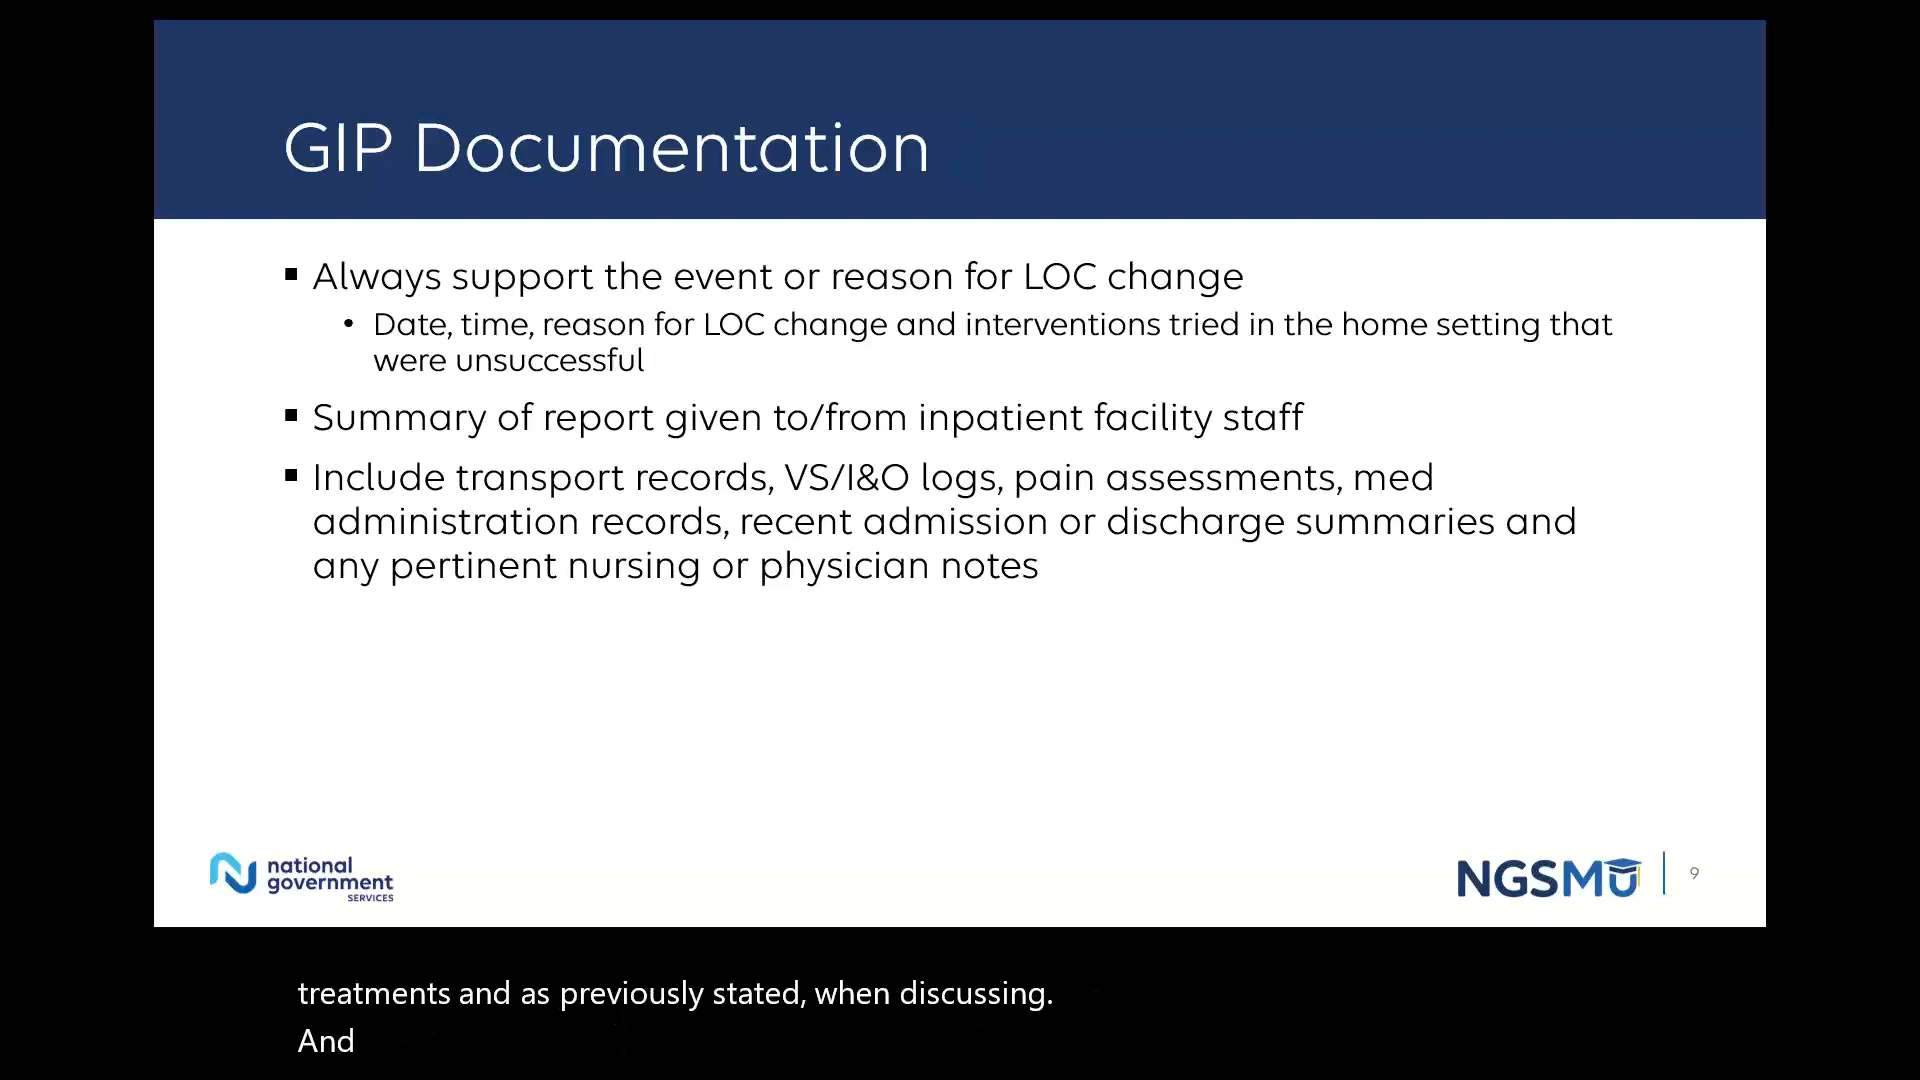 GIP Documentation
▪ Always support the event or reason for LOC change
• Date, time, reason for LOC change and interventions tried in the home setting that
were unsuccessful
▪ Summary of report given to/from inpatient facility staff
▪ Include transport records, VS/I&O logs, pain assessments, med
administration records, recent admission or discharge summaries and
any pertinent nursing or physician notes
national
government
SERVICES
NGSMU
9
treatments and as previously stated, when discussing.
And